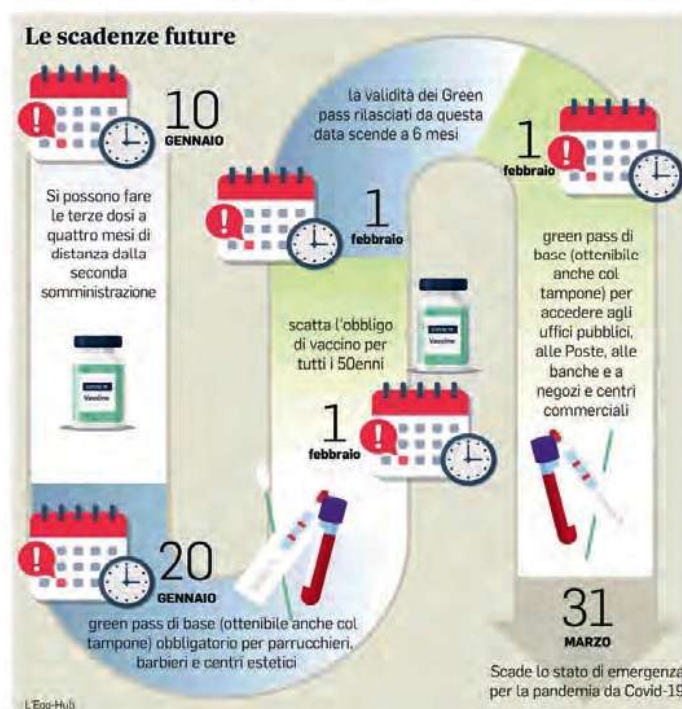 Le scadenze future
10
GENNAIO
Si possono fare
le terze dosi a
quattro mesi di
distanza dalla
seconda
somministrazione
Vaccine
20
GENNAIO
green pass di base (ottenibile anche col
tampone) obbligatorio per parrucchieri,
barbieri e centri estetici
1
febbraio
scatta l'obbligo
di vaccino per
tutti i 50enni
Vaccine
1
febbraio
la validità dei Green
pass rilasciati da questa
data scende a 6 mesi
1
febbraio
green pass di
base (ottenibile
anche col
tampone) per
accedere agli
uffici pubblici,
alle Poste, alle
banche e a
negozi e centri
commerciali
31
MARZO
Scade lo stato di emergenza
per la pandemia da Covid-19
L'Ego-Hub